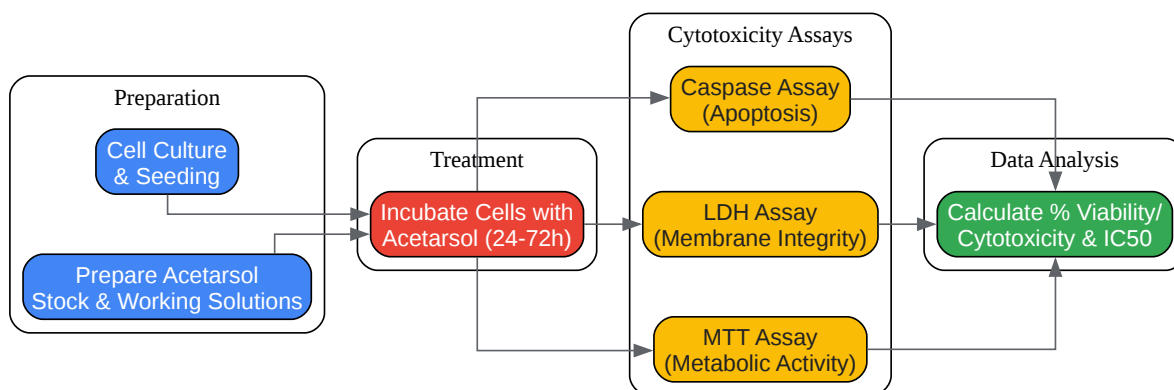 Preparation
Cell Culture
& Seeding
Prepare Acetarsol
Stock & Working Solutions
Treatment
Incubate Cells with
Acetarsol (24-72h)
Cytotoxicity Assays
Caspase Assay
(Apoptosis)
LDH Assay
(Membrane Integrity)
MTT Assay
(Metabolic Activity)
Data Analysis
Calculate % Viability/
Cytotoxicity & IC50